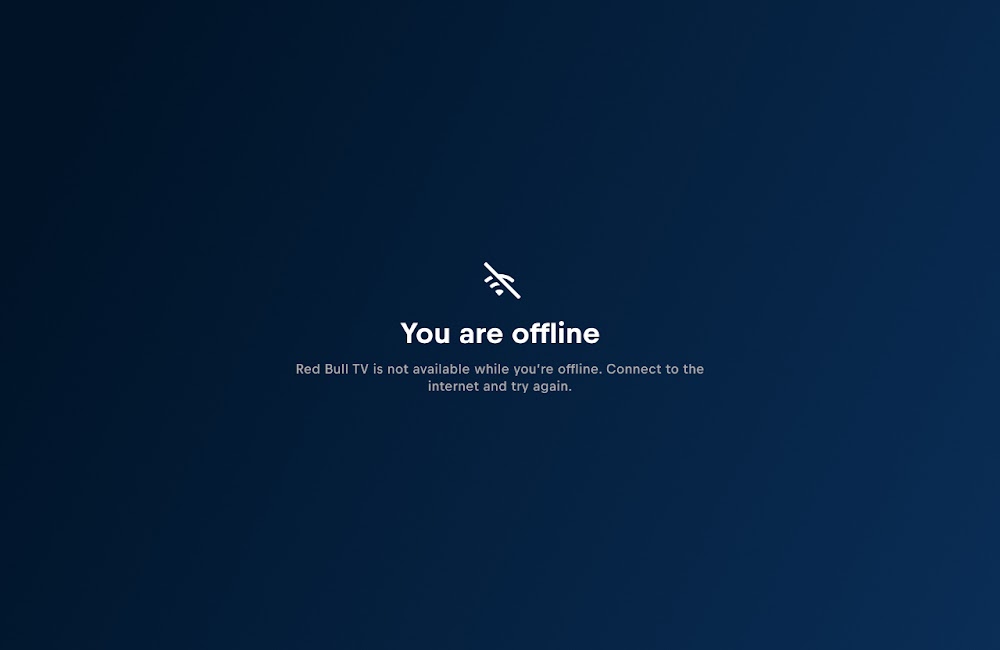 You are offline
Red Bull TV is not available while you're offline. Connect to the
internet and try again.